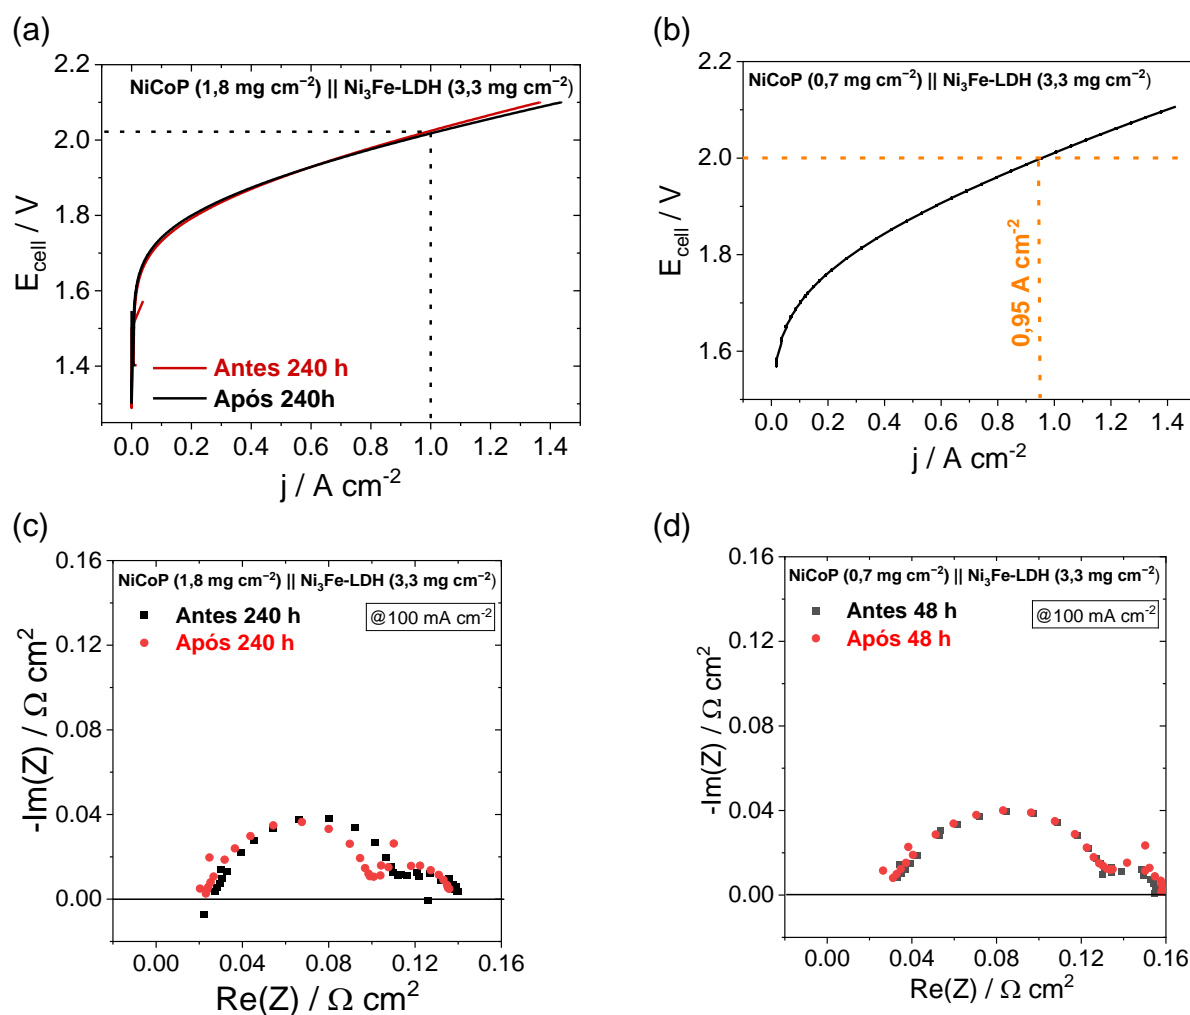 (a)
NiCoP (1,8 mg cm⁻²) || Ni₃Fe-LDH (3,3 mg cm⁻²)
2.2
2.0
1.8
1.6
1.4
E_cell / V
Antes 240 h
Após 240h
0.0 0.2 0.4 0.6 0.8 1.0 1.2 1.4
j / A cm⁻²
(b)
NiCoP (0,7 mg cm⁻²) || Ni₃Fe-LDH (3,3 mg cm⁻²)
2.2
2.0
1.8
1.6
E_cell / V
0,95 A cm⁻²
0.0 0.2 0.4 0.6 0.8 1.0 1.2 1.4
j / A cm⁻²
(c)
NiCoP (1,8 mg cm⁻²) || Ni₃Fe-LDH (3,3 mg cm⁻²)
Antes 240 h
Após 240 h
@100 mA cm⁻²
0.16
0.12
0.08
0.04
0.00
-Im(Z) / Ω cm²
0.00 0.04 0.08 0.12 0.16
Re(Z) / Ω cm²
(d)
NiCoP (0,7 mg cm⁻²) || Ni₃Fe-LDH (3,3 mg cm⁻²)
Antes 48 h
Após 48 h
@100 mA cm⁻²
0.16
0.12
0.08
0.04
0.00
-Im(Z) / Ω cm²
0.00 0.04 0.08 0.12 0.16
Re(Z) / Ω cm²